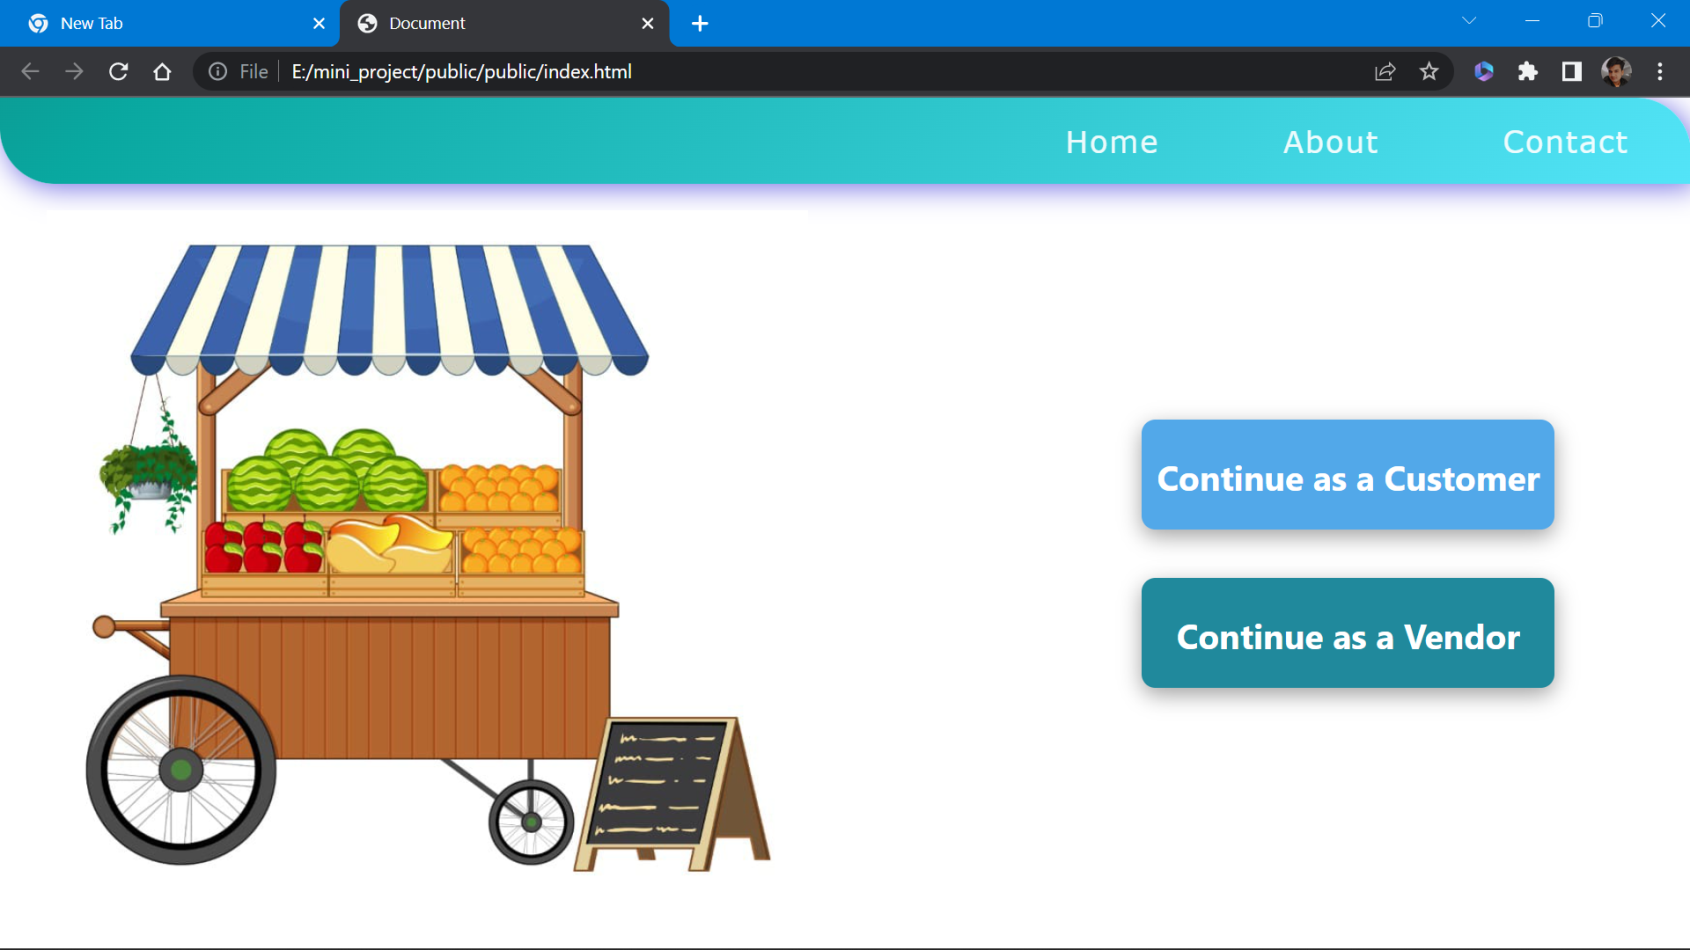 New Tab
Document
File
E:/mini_project/public/public/index.html
Home About Contact
Continue as a Customer
Continue as a Vendor